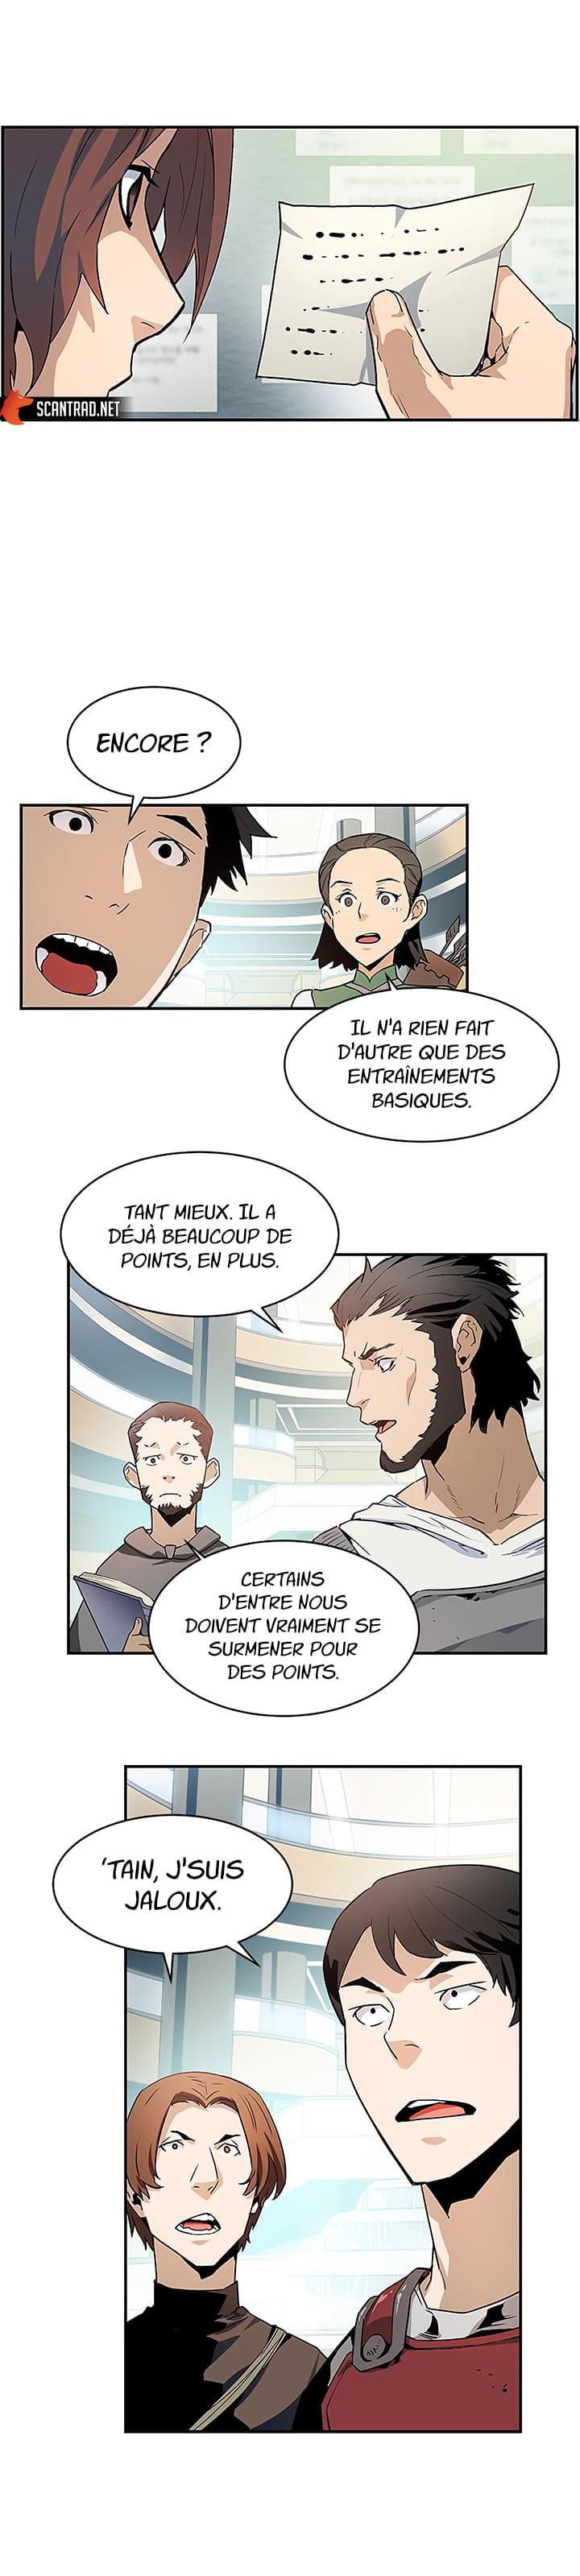 SCANTRAD.NET
ENCORE ?
IL N'A RIEN FAIT
D'AUTRE QUE DES
ENTRAÎNEMENTS
BASIQUES.
TANT MIEUX. IL A
DÉJÀ BEAUCOUP DE
POINTS, EN PLUS.
CERTAINS
D'ENTRE NOUS
DOIVENT VRAIMENT SE
SURMENER POUR
DES POINTS.
'TAIN, J'SUIS
JALOUX.